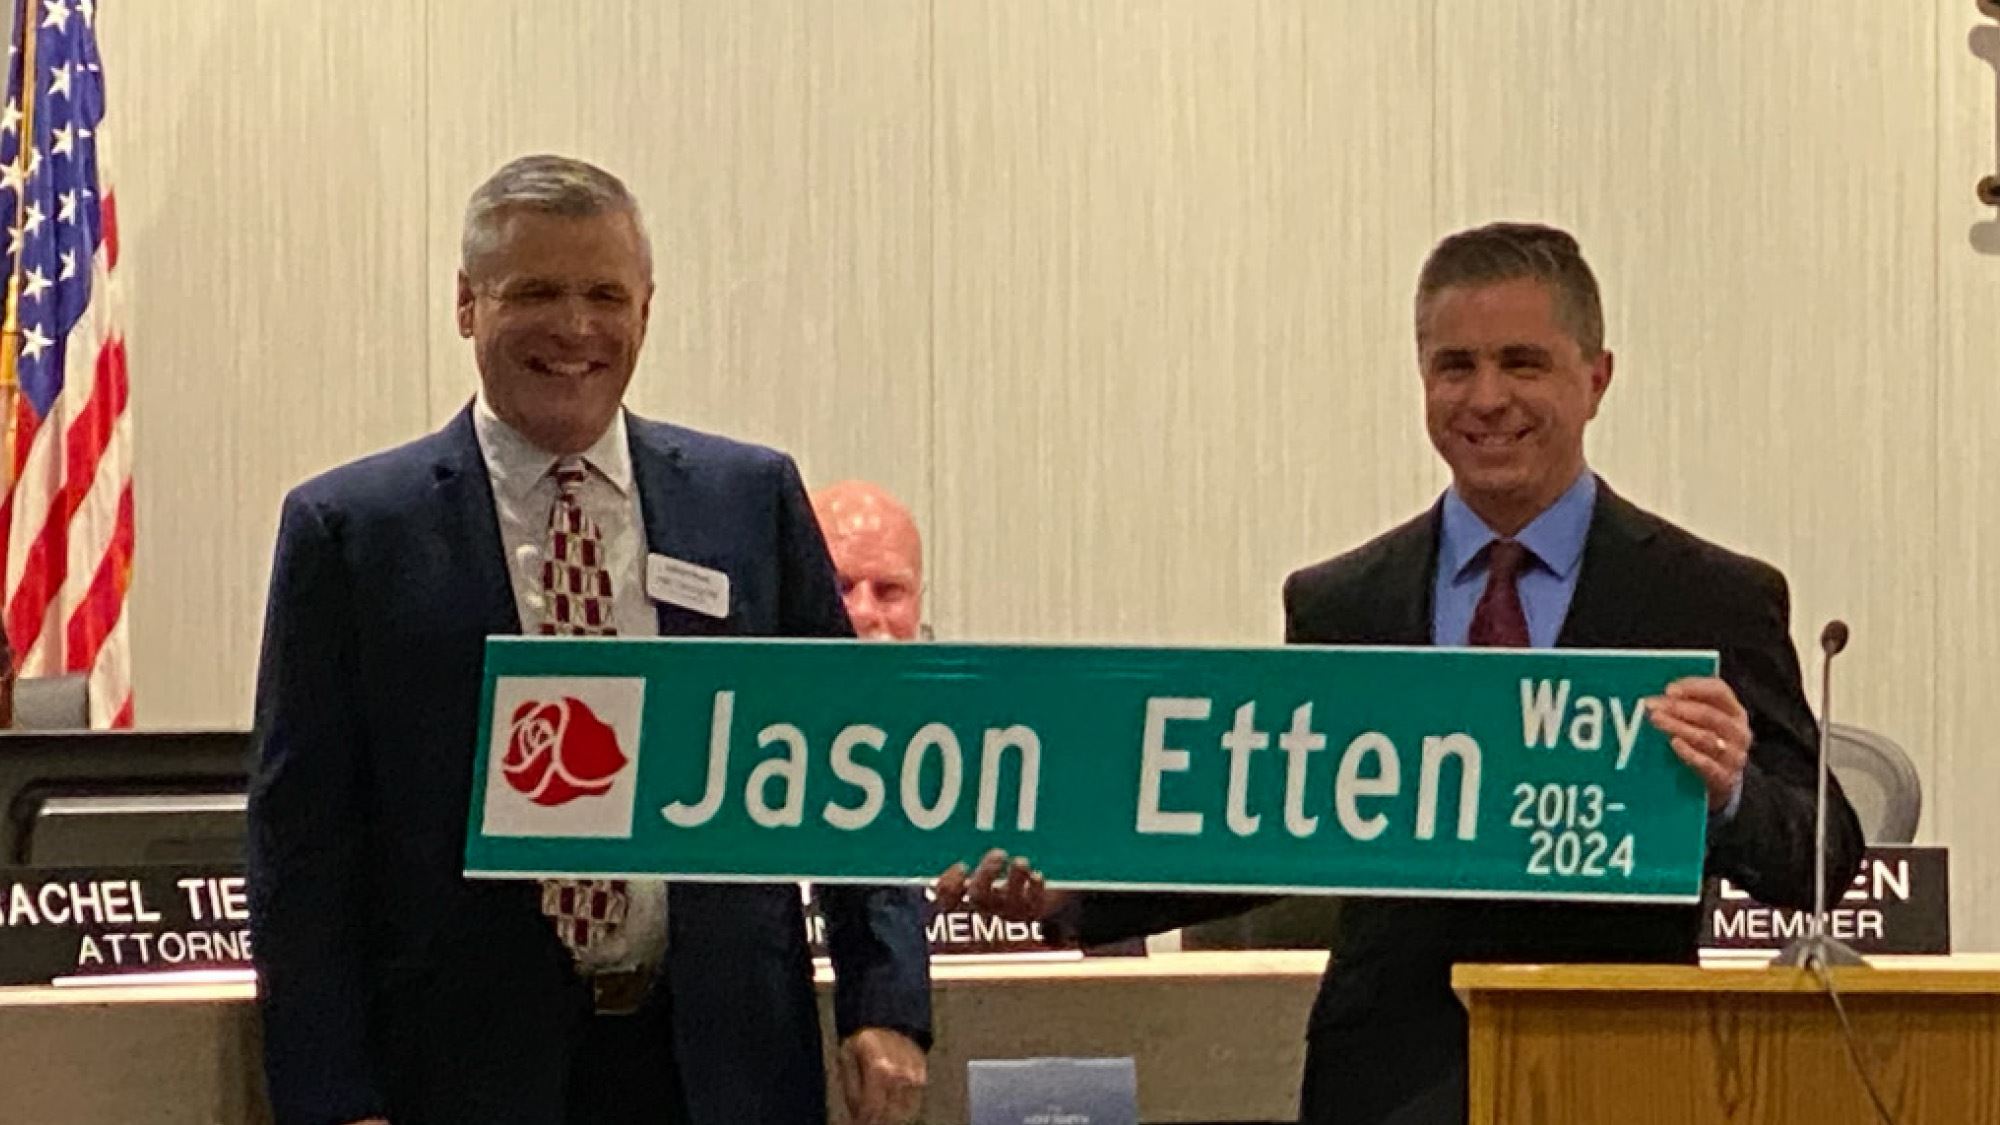 Jason Etten Way
2013-
2024
ACHEL TIE
ATTORNE
MEMBE
EN
MEMBER